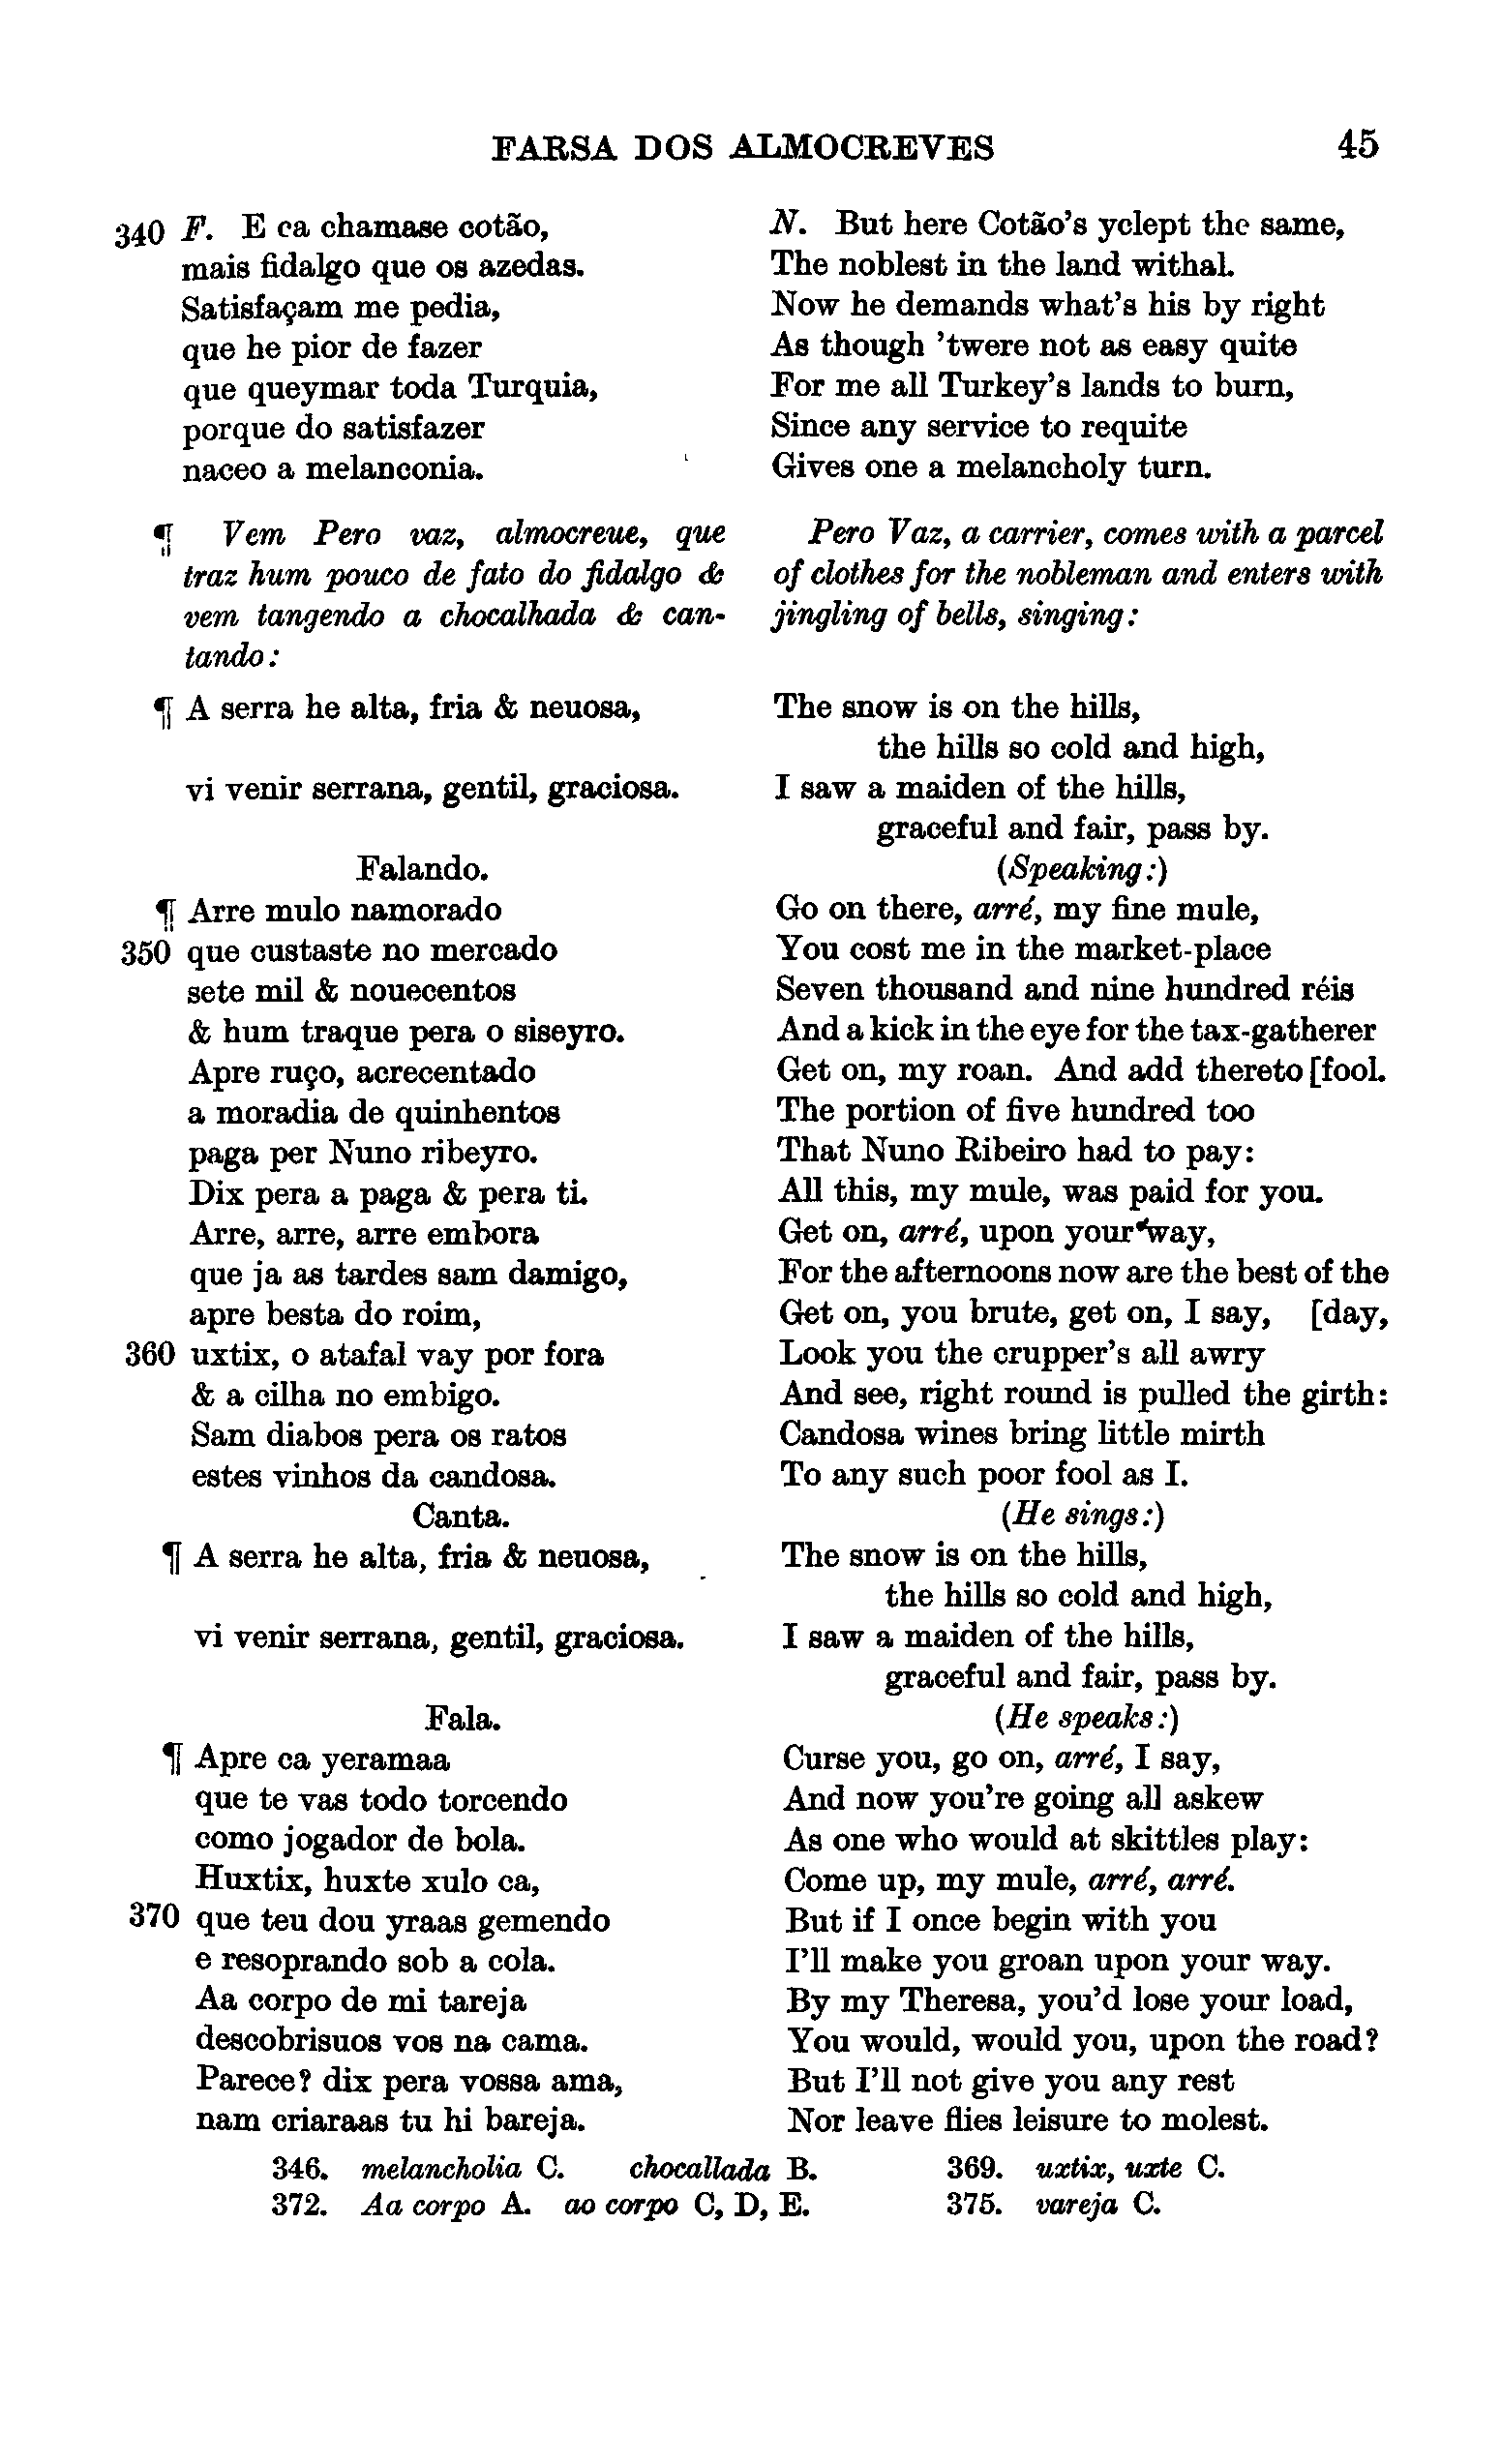 FARSA DOS ALMOCREVES 45
340 F. E ca chamase cotão,
mais fidalgo que os azedas.
Satisfaçam me pedia,
que he pior de fazer
que queymar toda Turquia,
porque do satisfazer
naceo a melanconia.
¶ Vem Pero vaz, almocreue, que
traz hum pouco de fato do fidalgo &
vem tangendo a chocalhada & can-
tando:
¶ A serra he alta, fria & neuosa,
vi venir serrana, gentil, graciosa.
Falando.
¶ Arre mulo namorado
350 que custaste no mercado
sete mil & nouecentos
& hum traque pera o siseyro.
Apre ruço, acrecentado
a moradia de quinhentos
paga per Nuno ribeyro.
Dix pera a paga & pera ti.
Arre, arre, arre embora
que ja as tardes sam damigo,
apre besta do roim,
360 uxtix, o atafal vay por fora
& a cilha no embigo.
Sam diabos pera os ratos
estes vinhos da candosa.
Canta.
¶ A serra he alta, fria & neuosa,
vi venir serrana, gentil, graciosa.
Fala.
¶ Apre ca yeramaa
que te vas todo torcendo
como jogador de bola.
Huxtix, huxte xulo ca,
370 que teu dou yraas gemendo
e resoprando sob a cola.
Aa corpo de mi tareja
descobrisuos vos na cama.
Parece? dix pera vossa ama,
nam criaraas tu hi bareja.
N. But here Cotão's yclept the same,
The noblest in the land withal.
Now he demands what's his by right
As though 'twere not as easy quite
For me all Turkey's lands to burn,
Since any service to requite
Gives one a melancholy turn.
Pero Vaz, a carrier, comes with a parcel
of clothes for the nobleman and enters with
jingling of bells, singing:
The snow is on the hills,
the hills so cold and high,
I saw a maiden of the hills,
graceful and fair, pass by.
(Speaking:)
Go on there, arré, my fine mule,
You cost me in the market-place
Seven thousand and nine hundred réis
And a kick in the eye for the tax-gatherer
Get on, my roan. And add thereto [fool.
The portion of five hundred too
That Nuno Ribeiro had to pay:
All this, my mule, was paid for you.
Get on, arré, upon your way,
For the afternoons now are the best of the
Get on, you brute, get on, I say, [day,
Look you the crupper's all awry
And see, right round is pulled the girth:
Candosa wines bring little mirth
To any such poor fool as I.
(He sings:)
The snow is on the hills,
the hills so cold and high,
I saw a maiden of the hills,
graceful and fair, pass by.
(He speaks:)
Curse you, go on, arré, I say,
And now you're going all askew
As one who would at skittles play:
Come up, my mule, arré, arré.
But if I once begin with you
I'll make you groan upon your way.
By my Theresa, you'd lose your load,
You would, would you, upon the road?
But I'll not give you any rest
Nor leave flies leisure to molest.
346. melancholia C. chocallada B. 369. uxtix, uxte C.
372. Aa corpo A. ao corpo C, D, E. 375. vareja C.